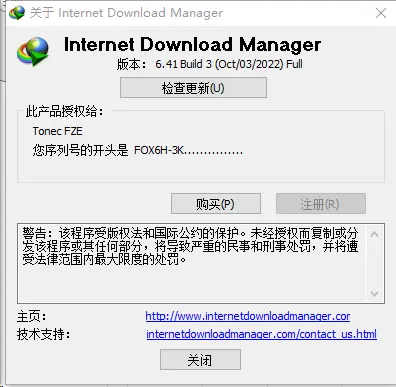 关于 Internet Download Manager
Internet Download Manager
版本： 6.41 Build 3 (Oct/03/2022) Full
检查更新(U)
此产品授权给：
Tonec FZE
您序列号的开头是 FOX6H-3K...............
购买(P) 注册(R)
警告：该程序受版权法和国际公约的保护。未经授权而复制或分
发该程序或其任何部分，将导致严重的民事和刑事处罚，并将遭
受法律范围内最大限度的处罚。
主页： http://www.internetdownloadmanager.cor
技术支持： internetdownloadmanager.com/contact_us.html
关闭